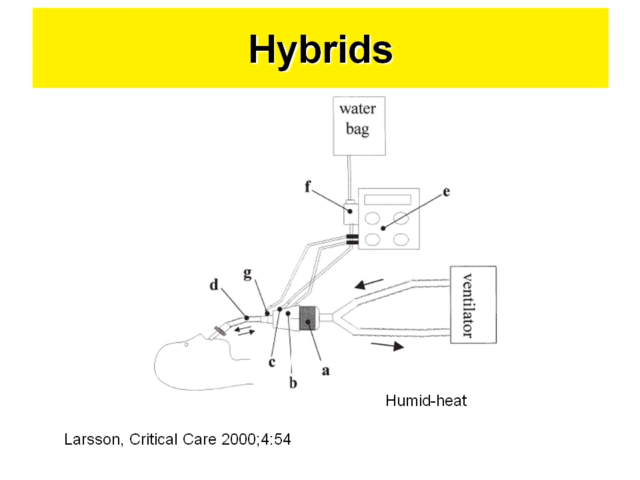 Hybrids
water
bag
f
e
g
d
ventilator
c
b
a
Humid-heat
Larsson, Critical Care 2000;4:54